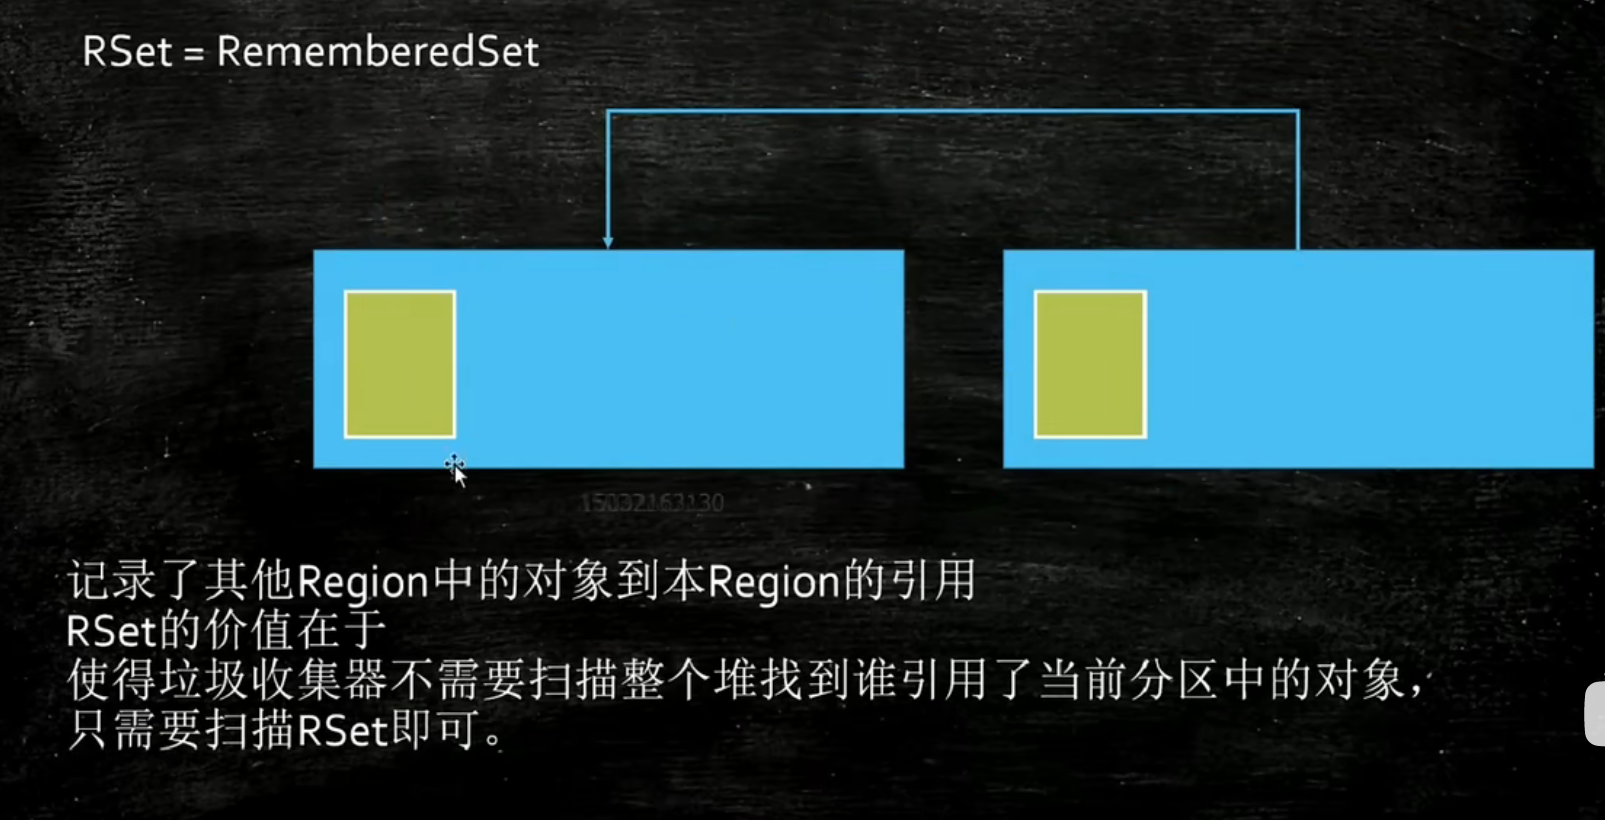 RSet = RememberedSet
15032163130
记录了其他Region中的对象到本Region的引用
RSet的价值在于
使得垃圾收集器不需要扫描整个堆找到谁引用了当前分区中的对象，
只需要扫描RSet即可。